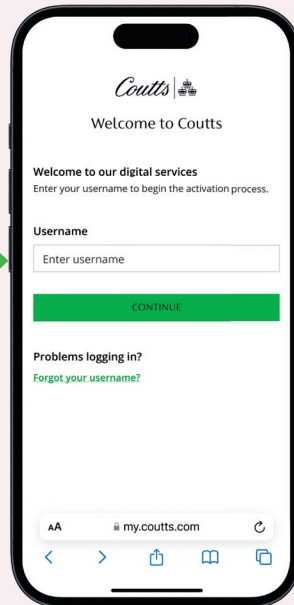 Coutts
Welcome to Coutts
Welcome to our digital services
Enter your username to begin the activation process.
Username
Enter username
CONTINUE
Problems logging in?
Forgot your username?
AA
my.coutts.com